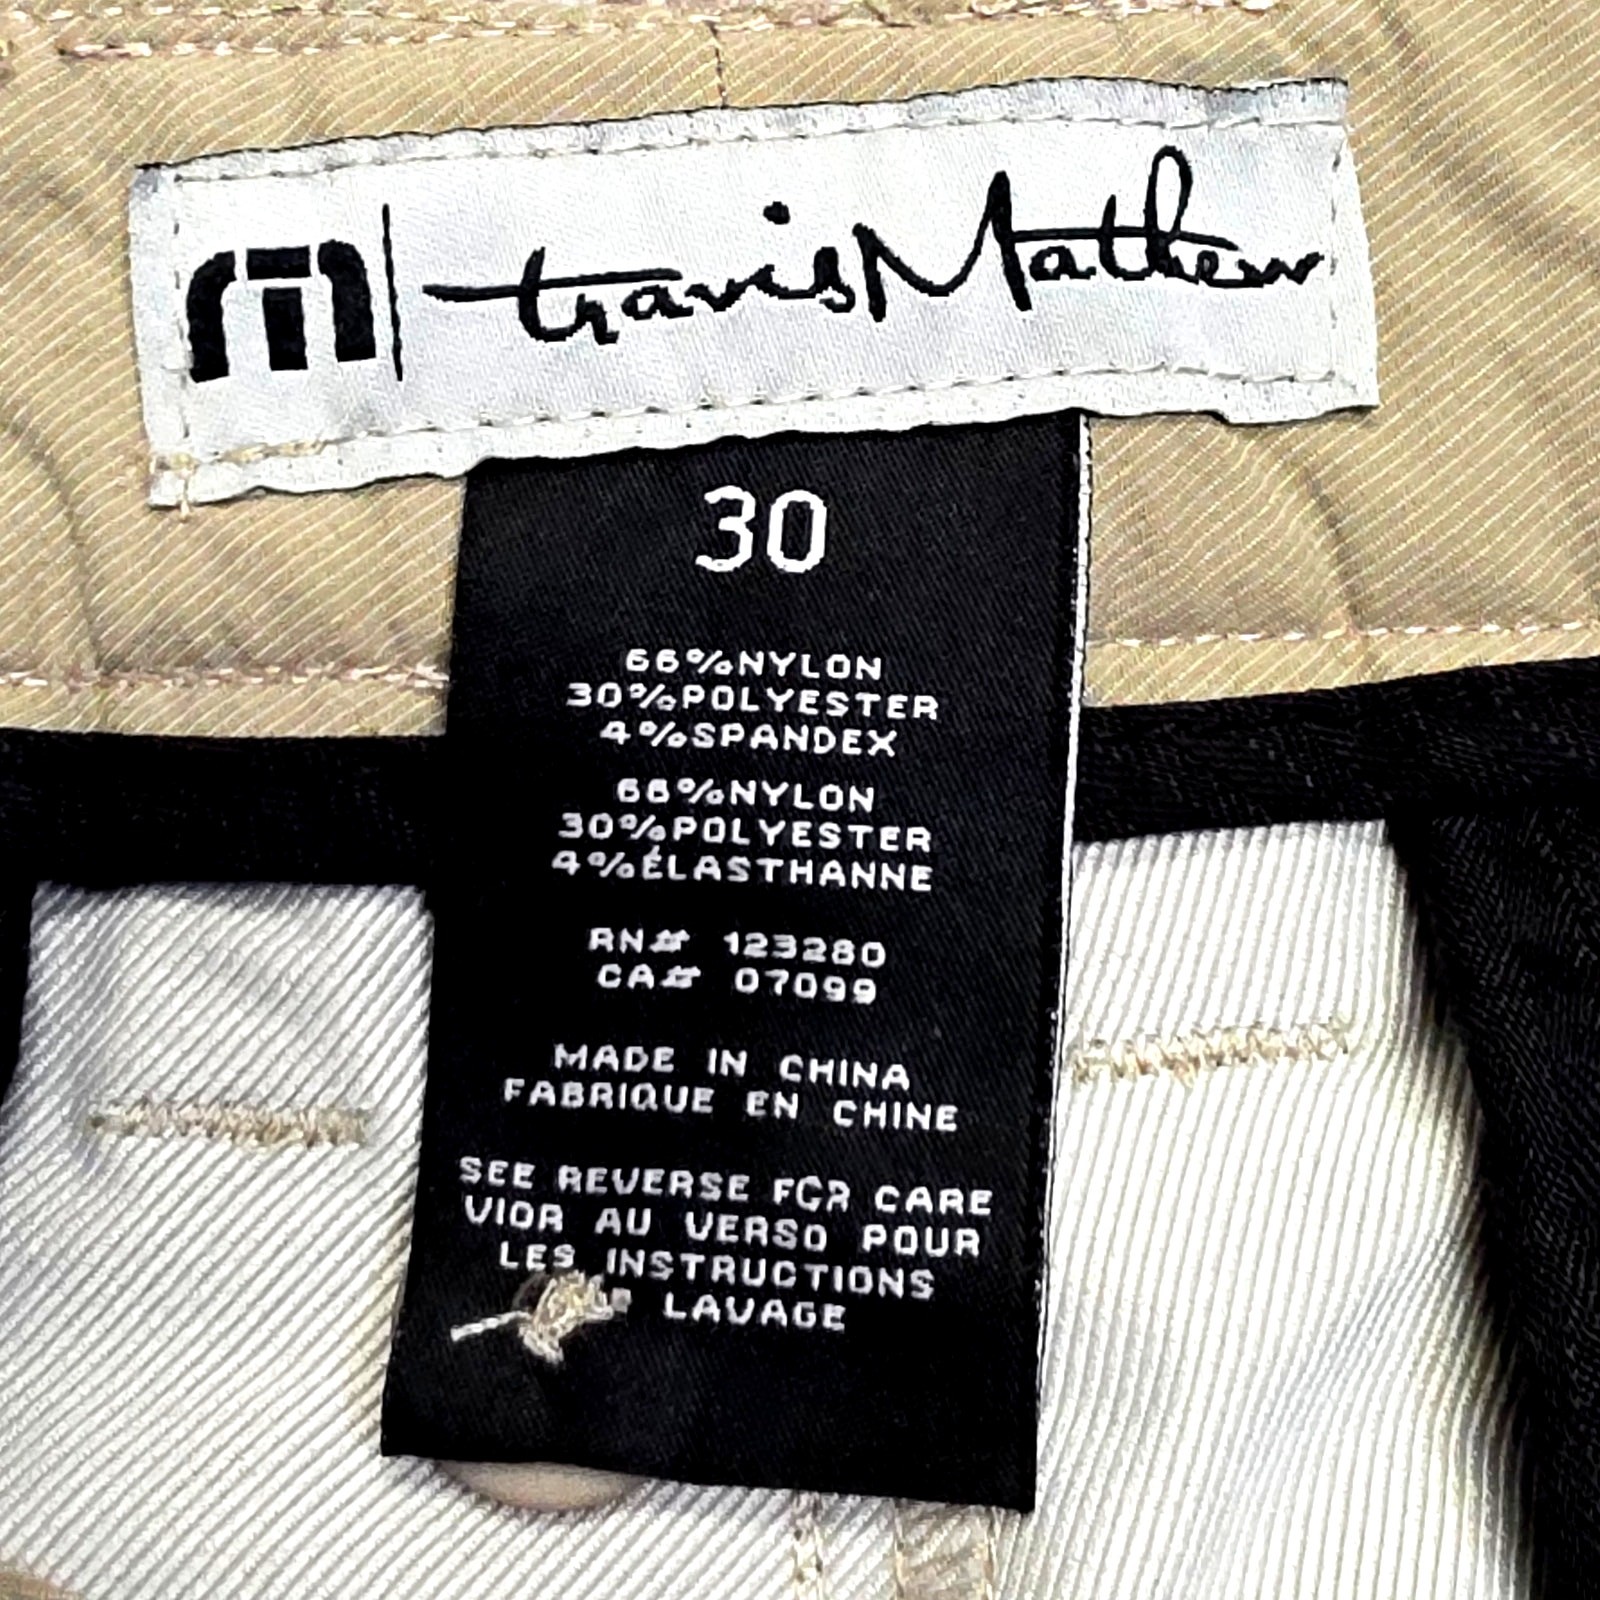 travisMathew
30
66%NYLON
30%POLYESTER
4%SPANDEX
66%NYLON
30%POLYESTER
4%ÉLASTHANNE
RN# 123280
CA# 07099
MADE IN CHINA
FABRIQUE EN CHINE
SEE REVERSE FOR CARE
VIOR AU VERSO POUR
LES INSTRUCTIONS
LAVAGE